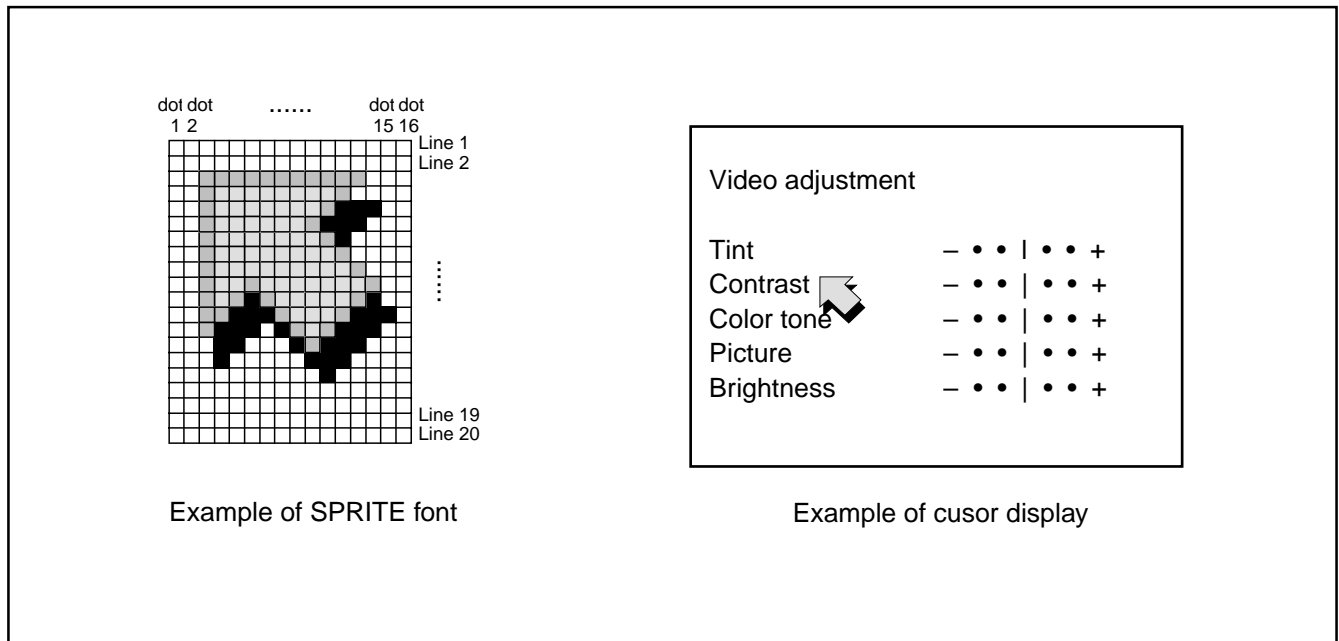 dot dot ...... dot dot
1 2 15 16
Line 1
Line 2
......
Line 19
Line 20
Example of SPRITE font
Video adjustment
Tint – • • | • • +
Contrast – • • | • • +
Color tone – • • | • • +
Picture – • • | • • +
Brightness – • • | • • +
Example of cusor display